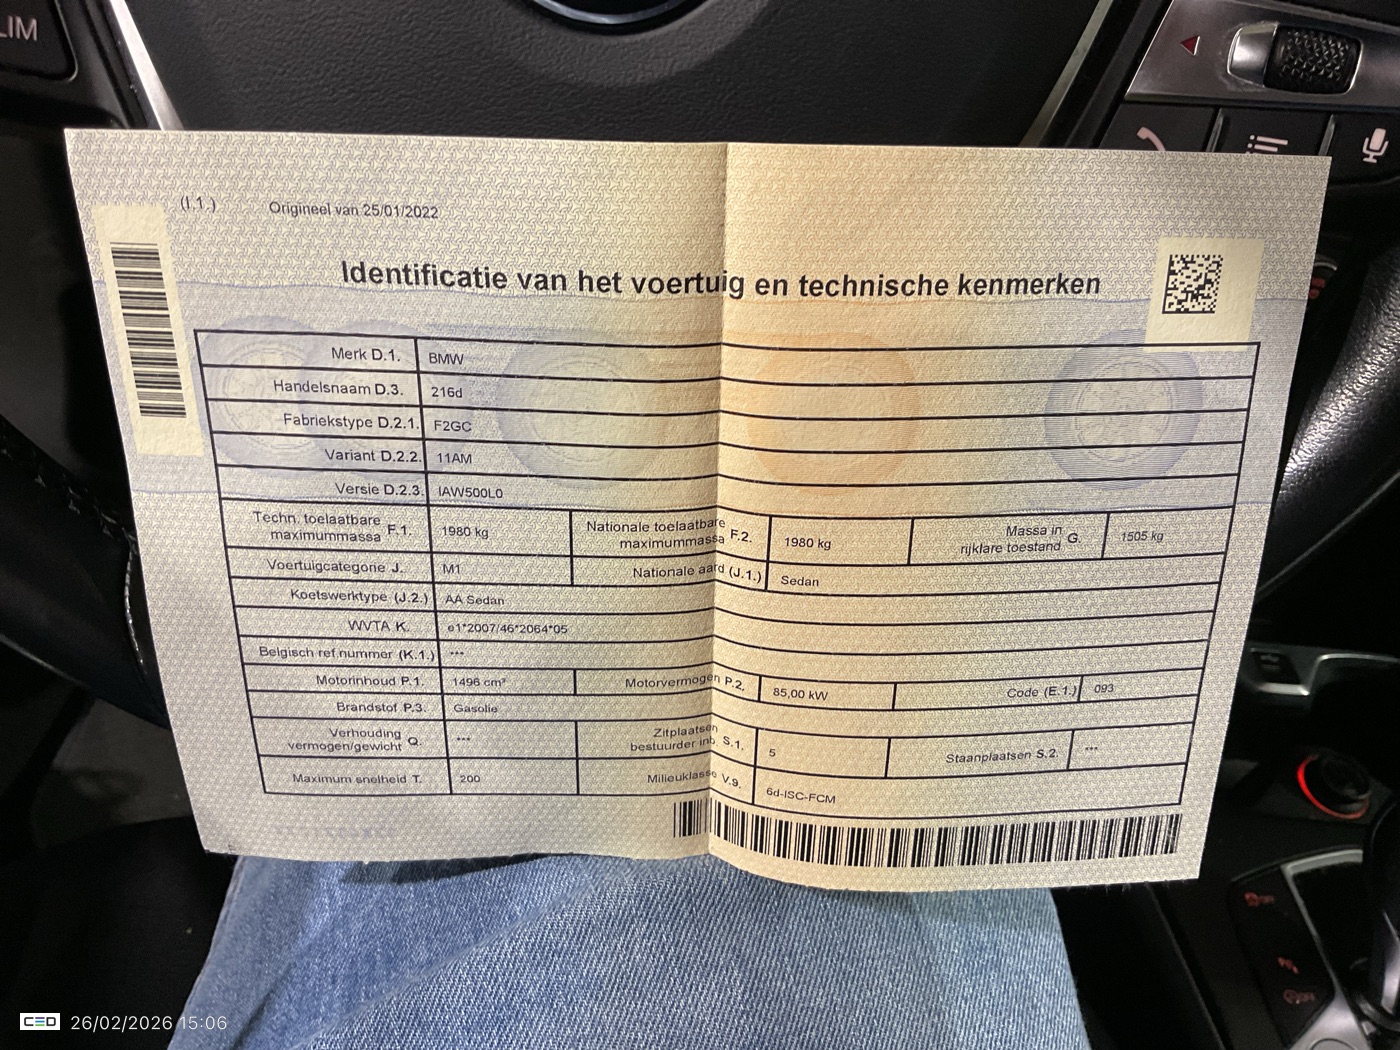 LIM
(I.1.) Origineel van 25/01/2022
Identificatie van het voertuig en technische kenmerken
Merk D.1. BMW
Handelsnaam D.3. 216d
Fabriekstype D.2.1. F2GC
Variant D.2.2. 11AM
Versie D.2.3. IAW500L0
Techn. toelaatbare maximummassa F.1. 1980 kg Nationale toelaatbare maximummassa F.2. 1980 kg Massa in rijklare toestand G. 1505 kg
Voertuigcategorie J. M1 Nationale aard (J.1.) Sedan
Koetswerktype (J.2.) AA Sedan
WVTA K. e1*2007/46*2064*05
Belgisch ref.nummer (K.1.) ---
Motorinhoud P.1. 1496 cm³ Motorvermogen P.2. 85,00 kW Code (E.1.) 093
Brandstof P.3. Gasolie
Verhouding vermogen/gewicht Q. --- Zitplaatsen bestuurder inb. S.1. 5 Staanplaatsen S.2. ---
Maximum snelheid T. 200 Milieuklasse V.9. 6d-ISC-FCM
OFF
CED 26/02/2026 15:06